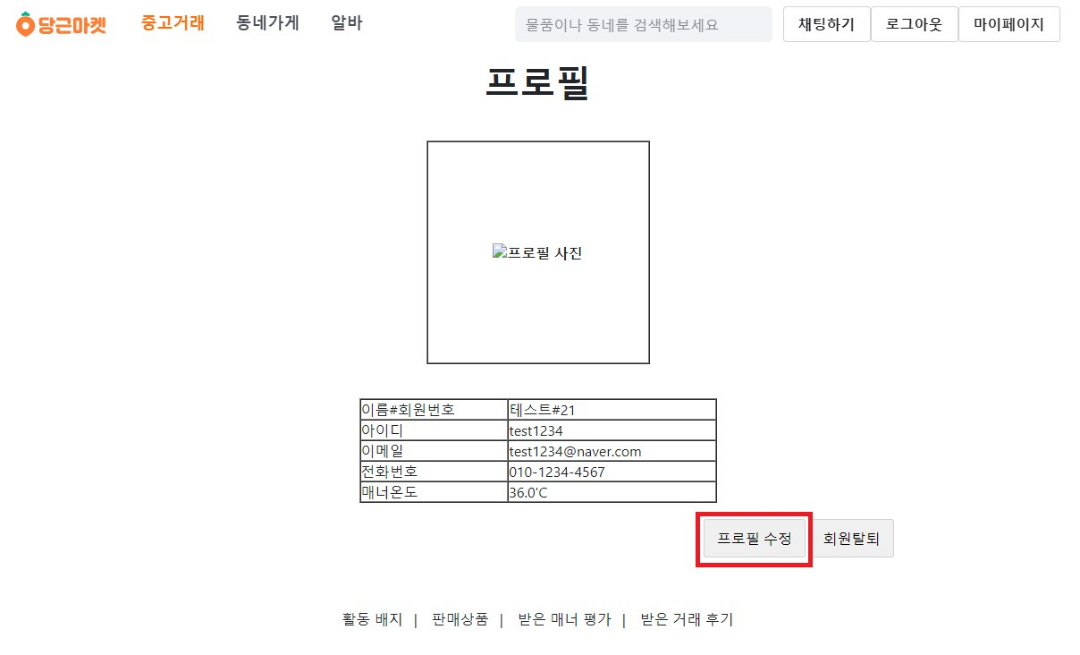 당근마켓 중고거래 동네가게 알바 물품이나 동네를 검색해보세요 채팅하기 로그아웃 마이페이지
프로필
프로필 사진
이름#회원번호 테스트#21
아이디 test1234
이메일 test1234@naver.com
전화번호 010-1234-4567
매너온도 36.0'C
프로필 수정 회원탈퇴
활동 배지 | 판매상품 | 받은 매너 평가 | 받은 거래 후기